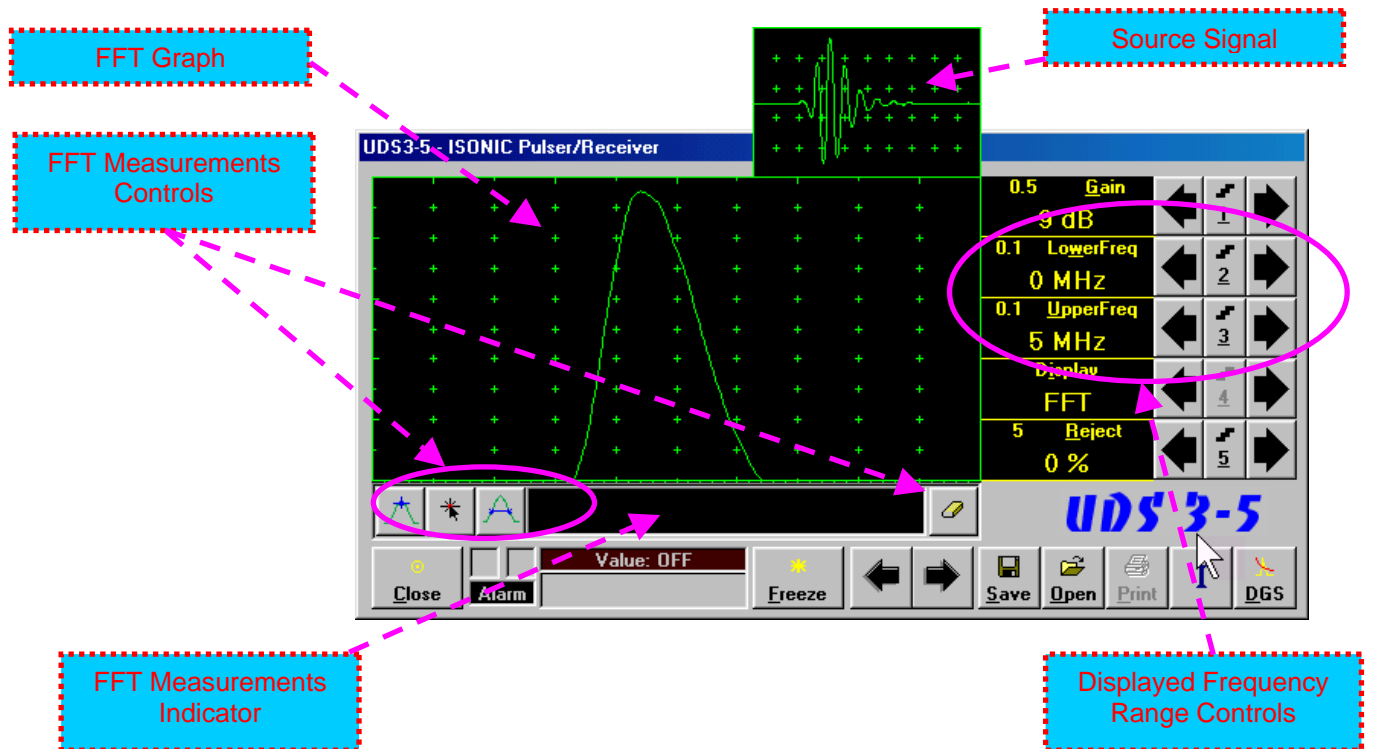 FFT Graph
Source Signal
FFT Measurements
Controls
UDS3-5 - ISONIC Pulser/Receiver
0.5 Gain
9 dB
1
0.1 LowerFreq
0 MHz
2
0.1 UpperFreq
5 MHz
3
Display
FFT
4
5 Reject
0 %
5
UDS 3-5
Close
Alarm
Value: OFF
Freeze
Save
Open
Print
DGS
FFT Measurements
Indicator
Displayed Frequency
Range Controls